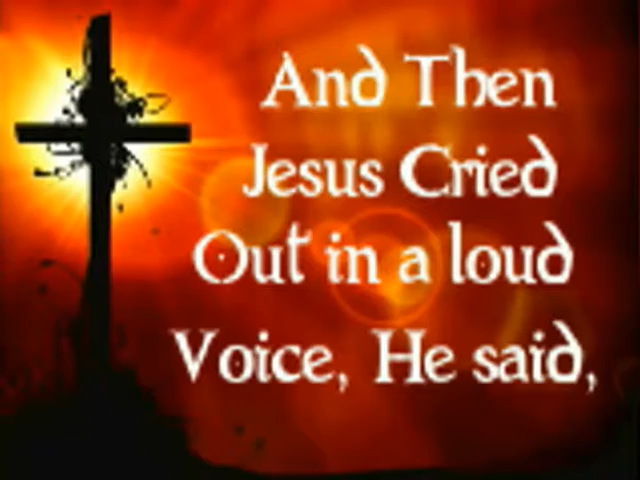 And Then
Jesus Cried
Out in a loud
Voice, He said,